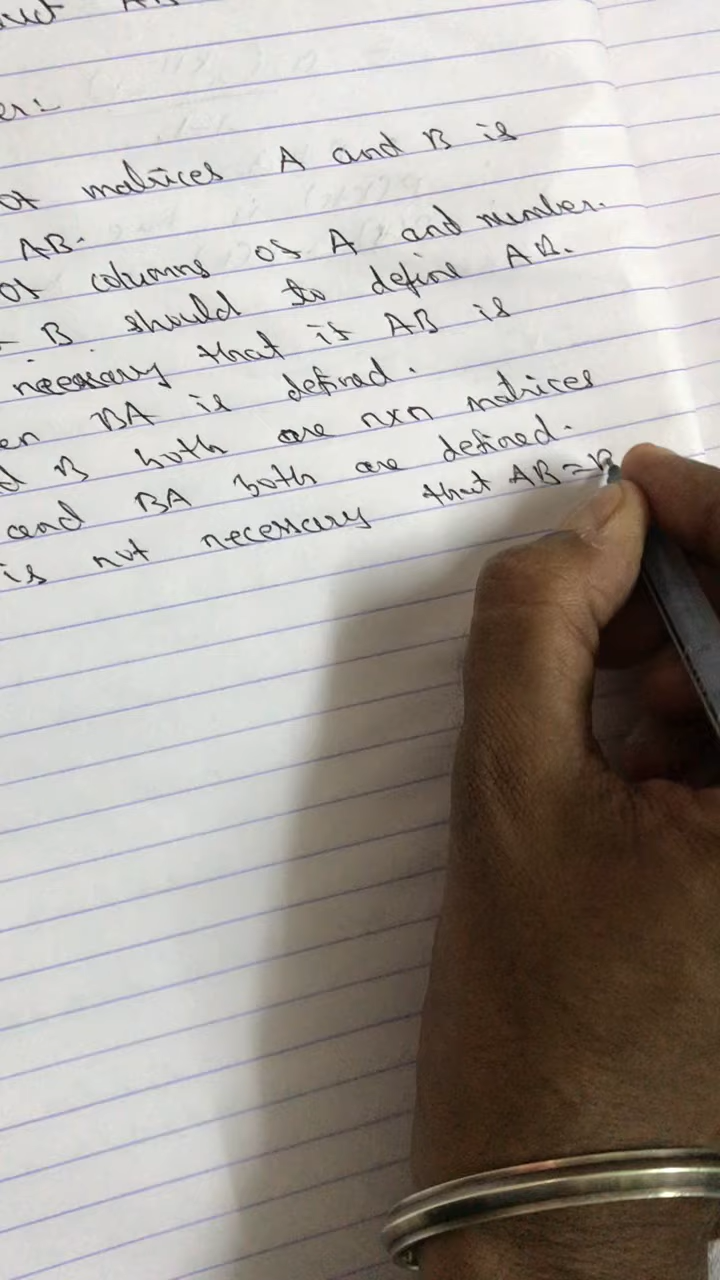 er:-
of matrices A and B is
AB.
of columns of A and number.
B should to define AB.
necessary that if AB is
en BA is defined.
d B both are nxn matrices
and BA both are defined.
is not necessary that AB = B